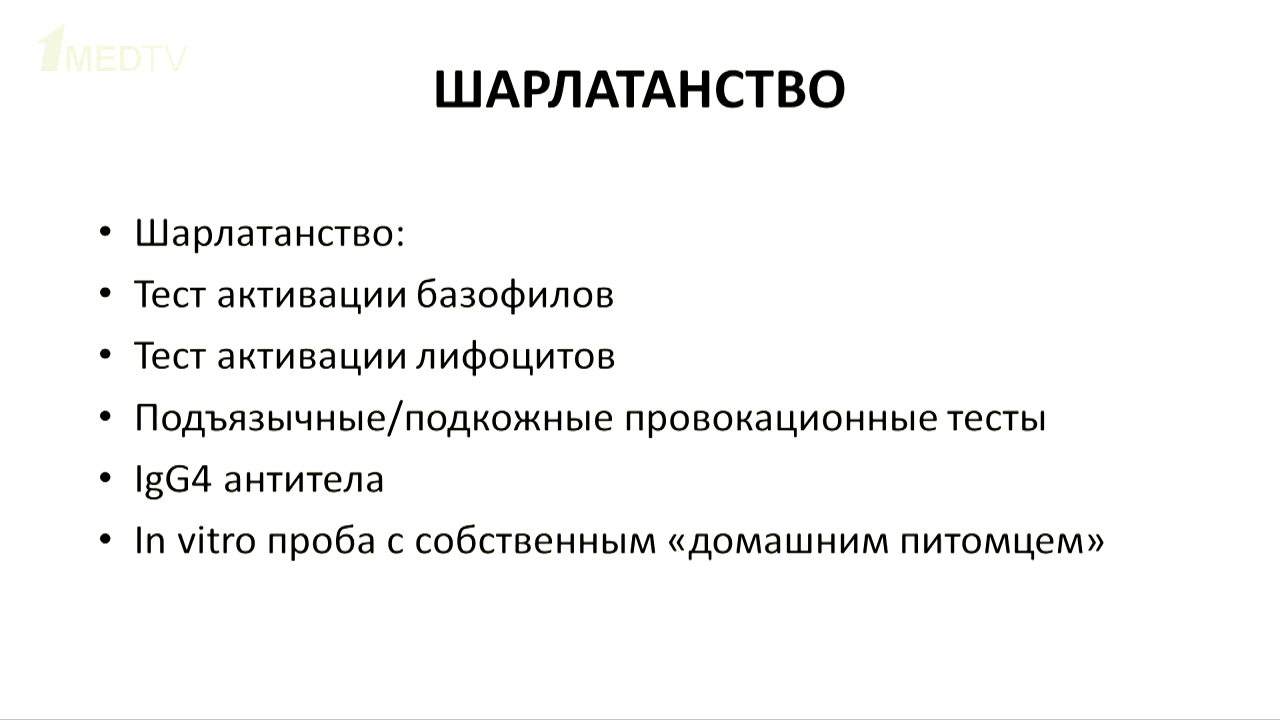 1MEDTV
ШАРЛАТАНСТВО
• Шарлатанство:
• Тест активации базофилов
• Тест активации лифоцитов
• Подъязычные/подкожные провокационные тесты
• IgG4 антитела
• In vitro проба с собственным «домашним питомцем»